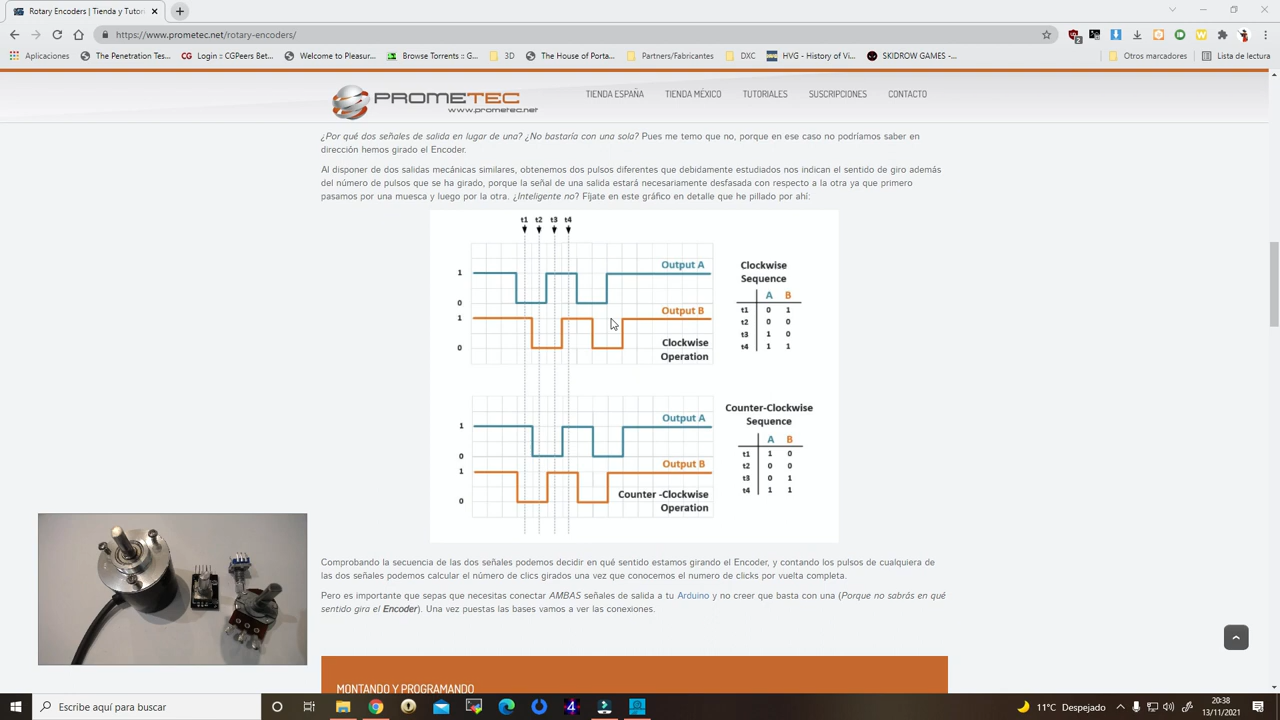 Rotary Encoders | Tienda y Tutori
https://www.prometec.net/rotary-encoders/
2
Aplicaciones
The Penetration Tes...
Login :: CGPeers Bin...
Welcome to Pleasur...
Browse Torrents :: G...
3D
The House of Porta...
Partners/Fabricantes
DXC
HVG - History of Vi...
SKIDROW GAMES -...
Otros marcadores
Lista de lectura
PROMETEC
www.prometec.net
TIENDA ESPAÑA
TIENDA MÉXICO
TUTORIALES
SUSCRIPCIONES
CONTACTO
¿Por qué dos señales de salida en lugar de una? ¿No bastaría con una sola? Pues me temo que no, porque en ese caso no podríamos saber en
dirección hemos girado el Encoder.
Al disponer de dos salidas mecánicas similares, obtenemos dos pulsos diferentes que debidamente estudiados nos indican el sentido de giro además
del número de pulsos que se ha girado, porque la señal de una salida estará necesariamente desfasada con respecto a la otra ya que primero
pasamos por una muesca y luego por la otra. ¿Inteligente no? Fíjate en este gráfico en detalle que he pillado por ahí:
t1 t2 t3 t4
1
Output A
0
1
Output B
0
Clockwise
Operation
Clockwise
Sequence
A B
t1 0 1
t2 0 0
t3 1 0
t4 1 1
1
Output A
0
1
Output B
0
Counter -Clockwise
Operation
Counter-Clockwise
Sequence
A B
t1 1 0
t2 0 0
t3 0 1
t4 1 1
Comprobando la secuencia de las dos señales podemos decidir en qué sentido estamos girando el Encoder, y contando los pulsos de cualquiera de
las dos señales podemos calcular el número de clics girados una vez que conocemos el numero de clicks por vuelta completa.
Pero es importante que sepas que necesitas conectar AMBAS señales de salida a tu Arduino y no creer que basta con una (Porque no sabrás en qué
sentido gira el Encoder). Una vez puestas las bases vamos a ver las conexiones.
MONTANDO Y PROGRAMANDO
Escribe aquí para buscar
11°C Despejado
20:38
13/11/2021